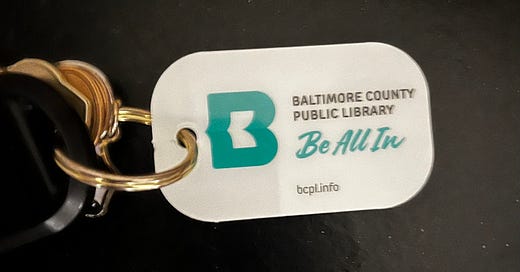 B
BALTIMORE COUNTY
PUBLIC LIBRARY
Be All In
bcpl.info